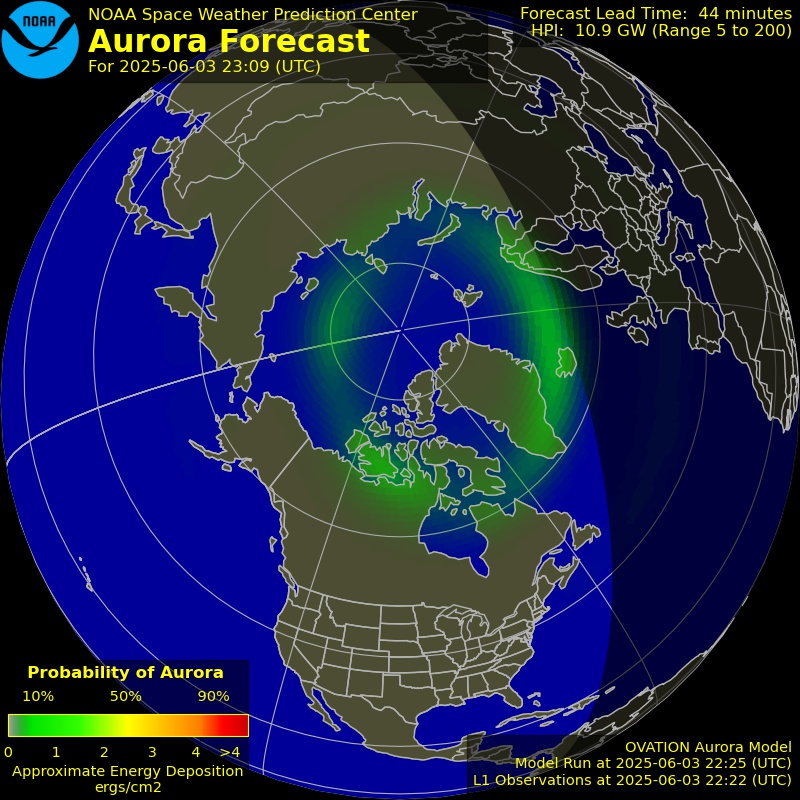 NOAA
NOAA Space Weather Prediction Center
Aurora Forecast
For 2025-06-03 23:09 (UTC)
Forecast Lead Time: 44 minutes
HPI: 10.9 GW (Range 5 to 200)
Probability of Aurora
10% 50% 90%
0 1 2 3 4 >4
Approximate Energy Deposition
ergs/cm2
OVATION Aurora Model
Model Run at 2025-06-03 22:25 (UTC)
L1 Observations at 2025-06-03 22:22 (UTC)